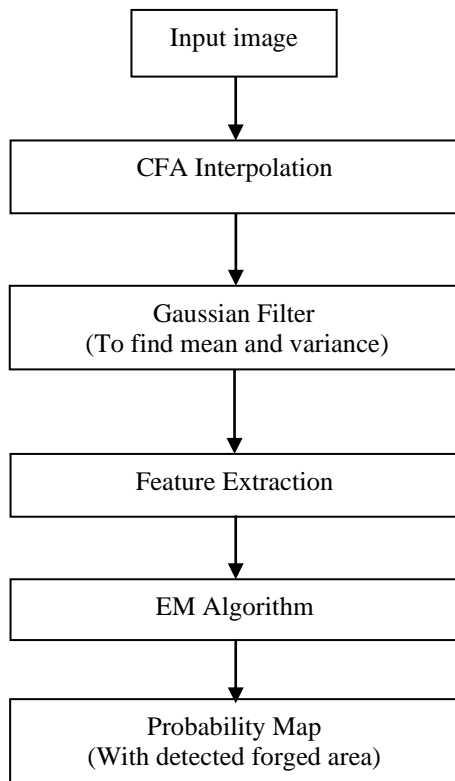 Input image
CFA Interpolation
Gaussian Filter
(To find mean and variance)
Feature Extraction
EM Algorithm
Probability Map
(With detected forged area)